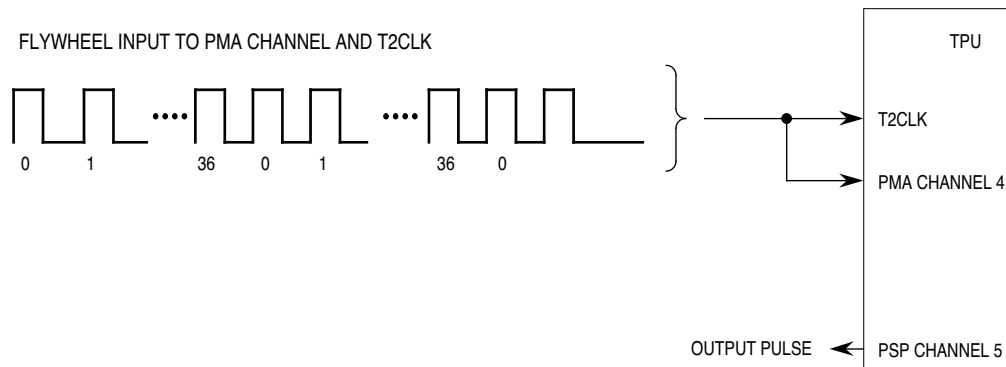 FLYWHEEL INPUT TO PMA CHANNEL AND T2CLK
TPU
0 1 36 0 1 36 0
T2CLK
PMA CHANNEL 4
OUTPUT PULSE
PSP CHANNEL 5